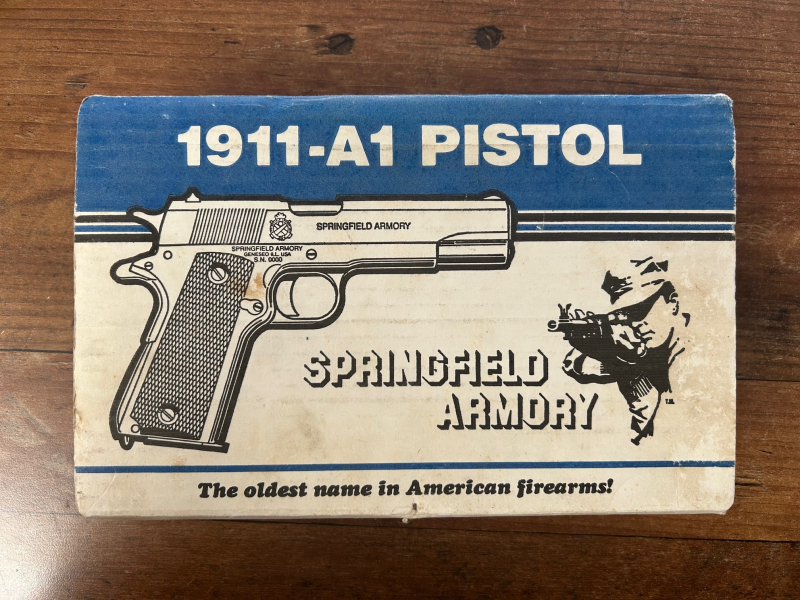 1911-A1 PISTOL
SPRINGFIELD ARMORY
SPRINGFIELD ARMORY
GENESEO ILL. USA
S.N. 0000
SPRINGFIELD
ARMORY
The oldest name in American firearms!